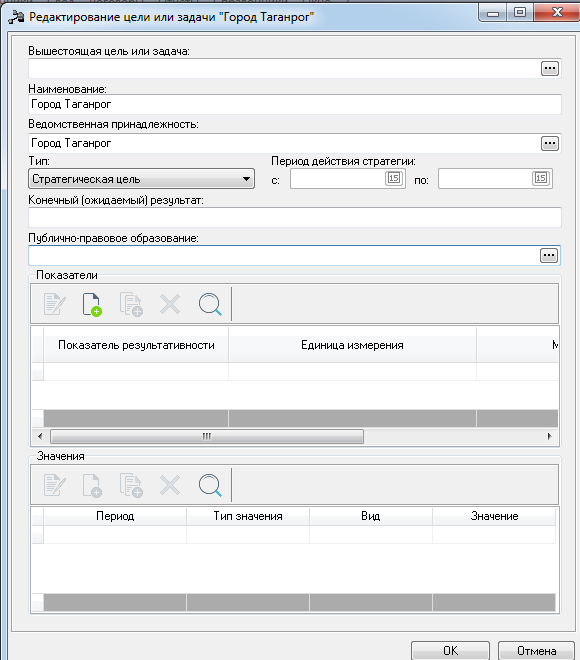 Редактирование цели или задачи "Город Таганрог"
Вышестоящая цель или задача:
Наименование:
Город Таганрог
Ведомственная принадлежность:
Город Таганрог
Тип: Период действия стратегии:
Стратегическая цель с: 15 по: 15
Конечный (ожидаемый) результат:
Публично-правовое образование:
Показатели
Показатель результативности Единица измерения М
Значения
Период Тип значения Вид Значение
OK Отмена